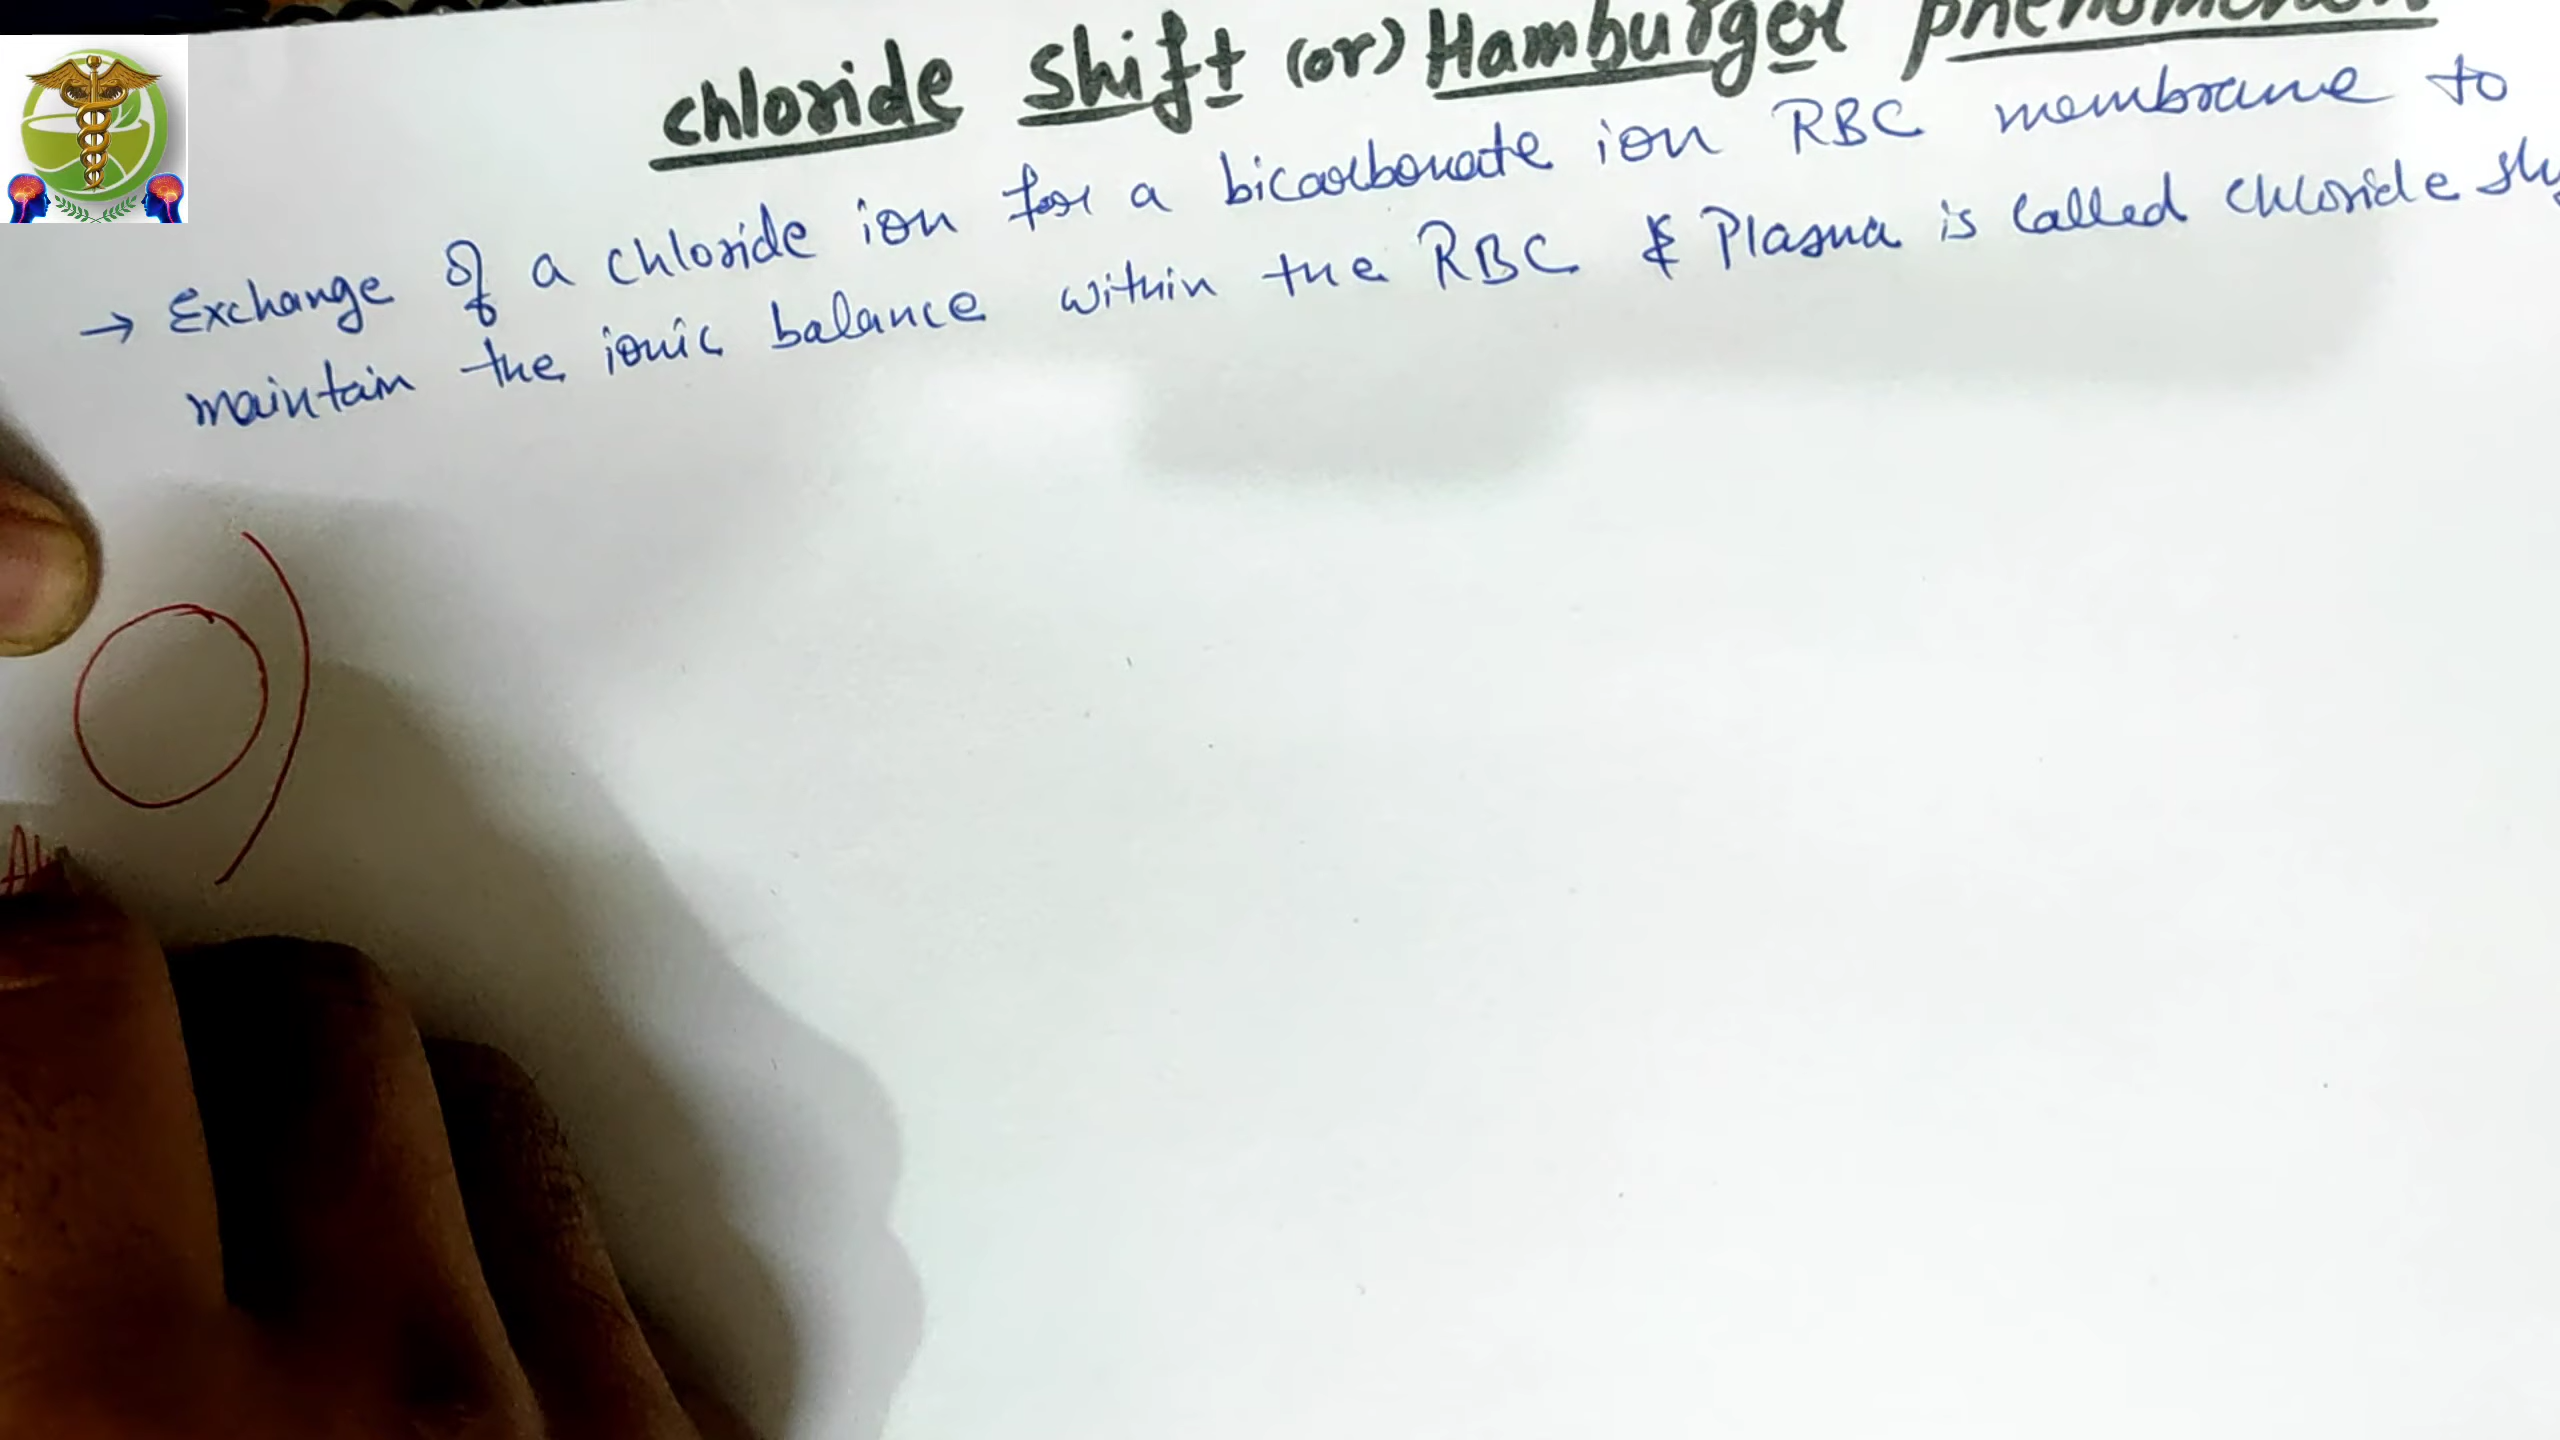 chloride shift (or) Hamburger phenomenon
→ Exchange of a chloride ion for a bicarbonate ion RBC membrane to
maintain the ionic balance within the RBC & Plasma is called chloride